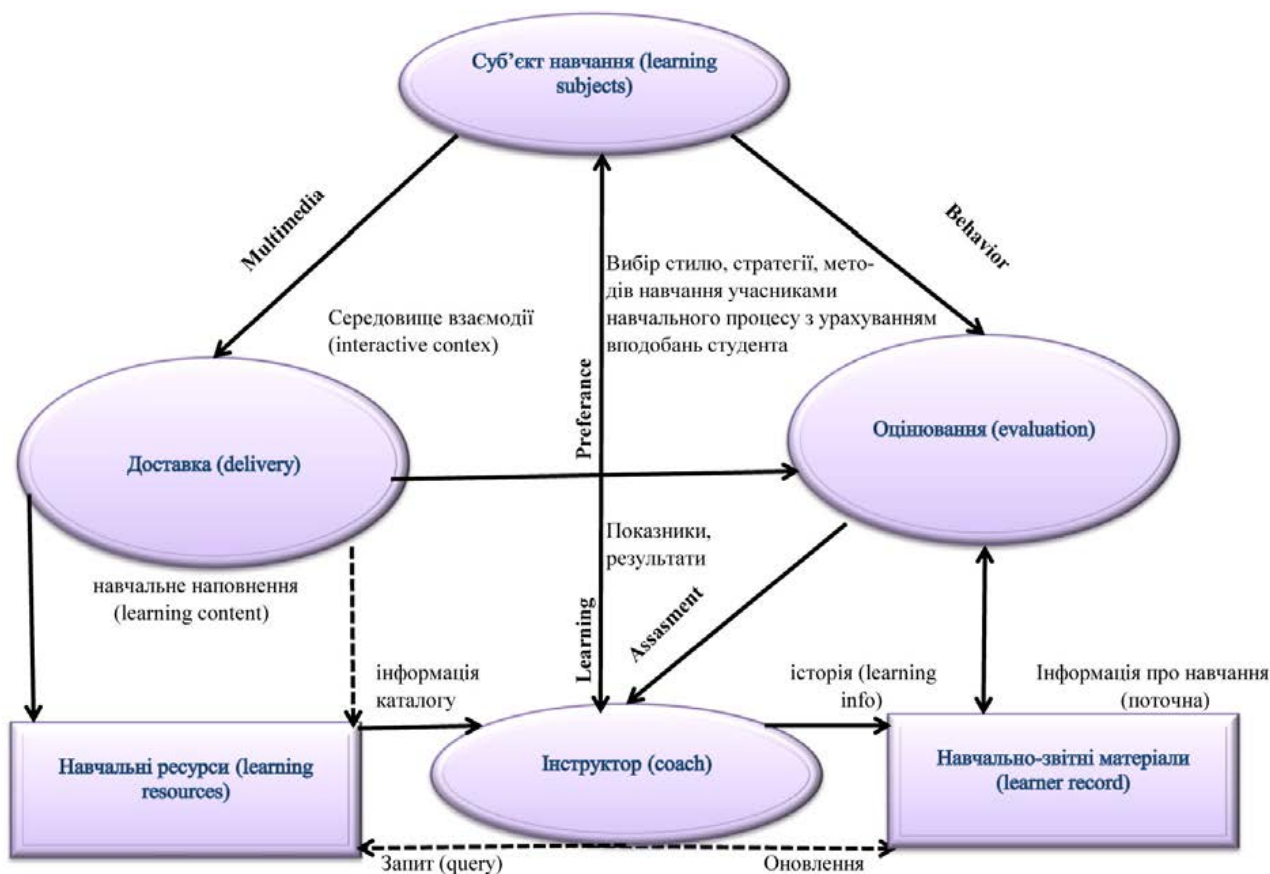 Суб’єкт навчання (learning
subjects)
Multimedia
Behavior
Вибір стилю, стратегії, мето-
дів навчання учасниками
навчального процесу з урахуванням
вподобань студента
Середовище взаємодії
(interactive contex)
Preferance
Доставка (delivery)
Оцінювання (evaluation)
Показники,
результати
навчальне наповнення
(learning content)
Learning
Assasment
інформація
каталогу
історія (learning
info)
Інформація про навчання
(поточна)
Навчальні ресурси (learning
resources)
Інструктор (coach)
Навчально-звітні матеріали
(learner record)
Запит (query)
Оновлення